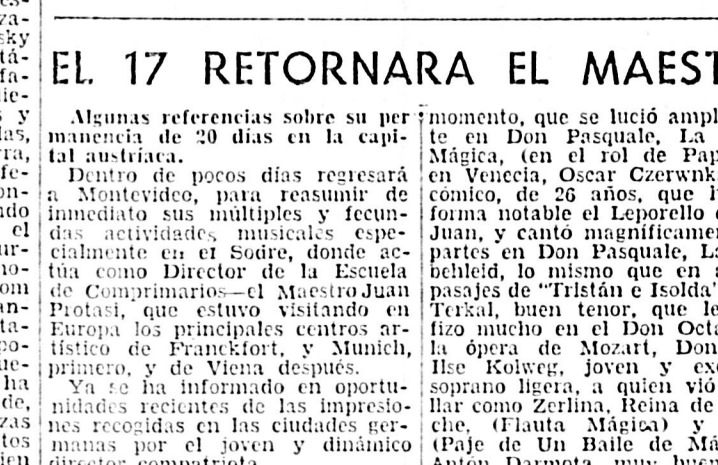 EL 17 RETORNARA EL MAEST
Algunas referencias sobre su per
manencia de 20 días en la capi-
tal austriaca.
Dentro de pocos días regresará
a Montevideo, para reasumir de
inmediato sus múltiples y fecun-
das actividades musicales espe-
cialmente en el Sodre, donde ac-
túa como Director de la Escuela
de Comprimarios—el Maestro Juan
Protasi, que estuvo visitando en
Europa los principales centros ar-
tístico de Franckfort, y Munich,
primero, y de Viena después.
Ya se ha informado en oportu-
nidades recientes de las impresio-
nes recogidas en las ciudades ger-
manas por el joven y dinámico
director compatriota
momento, que se lució ampl
te en Don Pasquale, La
Mágica, (en el rol de Pap
en Venecia, Oscar Czerwnk
cómico, de 26 años, que h
forma notable el Leporello
Juan, y cantó magníficamen
partes en Don Pasquale, La
behleid, lo mismo que en a
pasajes de "Tristán e Isolda"
Terkal, buen tenor, que le
fizo mucho en el Don Octa
la ópera de Mozart, Don
Ilse Kolweg, joven y exc
soprano ligera, a quien vió
llar como Zerlina, Reina de
che, (Flauta Mágica) y
(Paje de Un Baile de Má
Antón Darmota muy buen